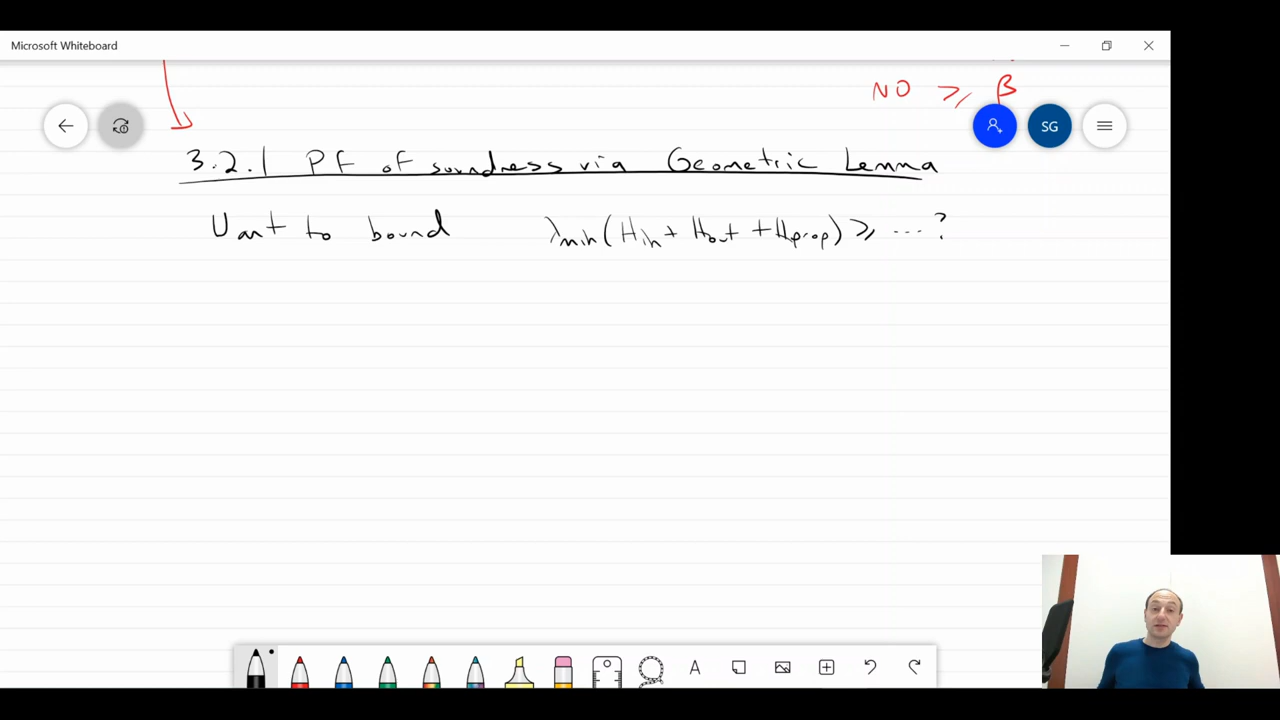 Microsoft Whiteboard
NO ≥ β
SG
3.2.1 PF of soundness via Geometric Lemma
Want to bound λmin(Hin + Hout + Hprop) ≥ ... ?
A